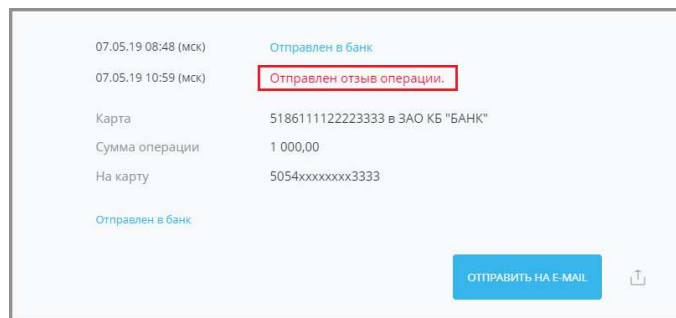 07.05.19 08:48 (мск) Отправлен в банк
07.05.19 10:59 (мск) Отправлен отзыв операции.
Карта 5186111122223333 в ЗАО КБ "БАНК"
Сумма операции 1 000,00
На карту 5054xxxxxxxx3333
Отправлен в банк
ОТПРАВИТЬ НА E-MAIL